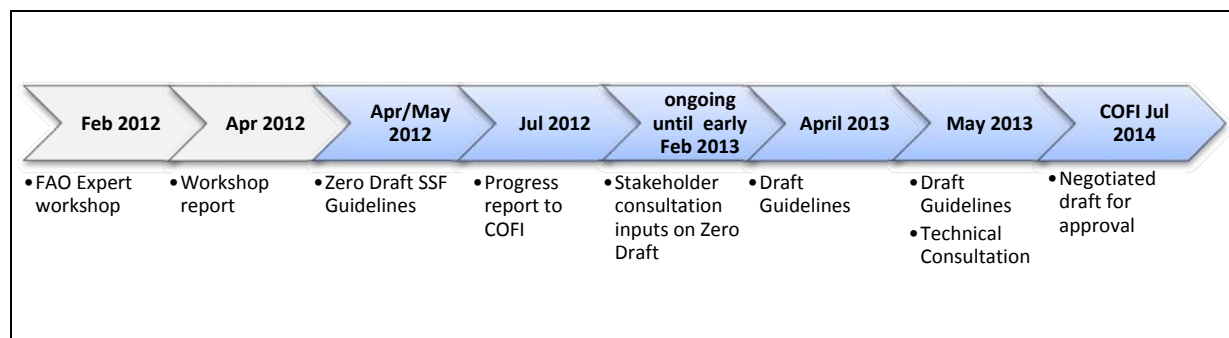 Feb 2012
Apr 2012
Apr/May
2012
Jul 2012
ongoing
until early
Feb 2013
April 2013
May 2013
COFI Jul
2014
•FAO Expert
workshop
•Workshop
report
•Zero Draft SSF
Guidelines
•Progress
report to
COFI
•Stakeholder
consultation
inputs on Zero
Draft
•Draft
Guidelines
•Draft
Guidelines
•Technical
Consultation
•Negotiated
draft for
approval